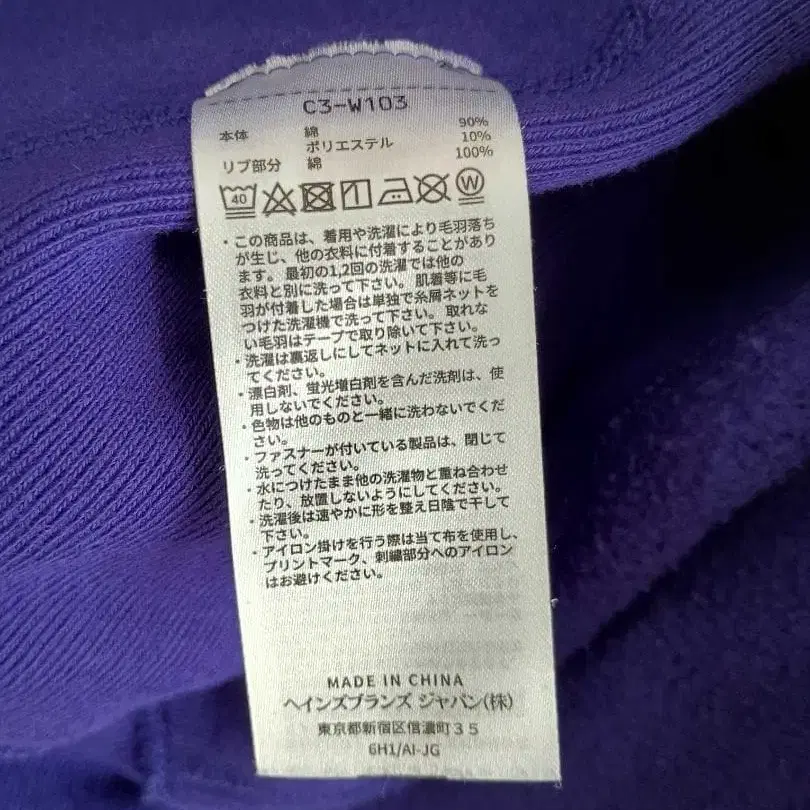 C3-W103
本体 綿 90%
ポリエステル 10%
リブ部分 綿 100%
40 W
・この商品は、着用や洗濯により毛羽落ち
が生じ、他の衣料に付着することがあり
ます。最初の1,2回の洗濯では他の
衣料と別に洗って下さい。肌着等に毛
羽が付着した場合は単独で糸屑ネットを
つけた洗濯機で洗って下さい。取れな
い毛羽はテープで取り除いて下さい。
・洗濯は裏返しにしてネットに入れて洗っ
てください。
・漂白剤、蛍光増白剤を含んだ洗剤は、使
用しないでください。
・色物は他のものと一緒に洗わないでくだ
さい。
・ファスナーが付いている製品は、閉じて
洗ってください。
・水につけたまま他の洗濯物と重ね合わせ
たり、放置しないようにしてください。
・洗濯後は速やかに形を整え日陰で干して
下さい。
・アイロン掛けを行う際は当て布を使用し、
プリントマーク、刺繍部分へのアイロン
はお避けください。
MADE IN CHINA
ヘインズブランズ ジャパン(株)
東京都新宿区信濃町35
6H1/AI-JG